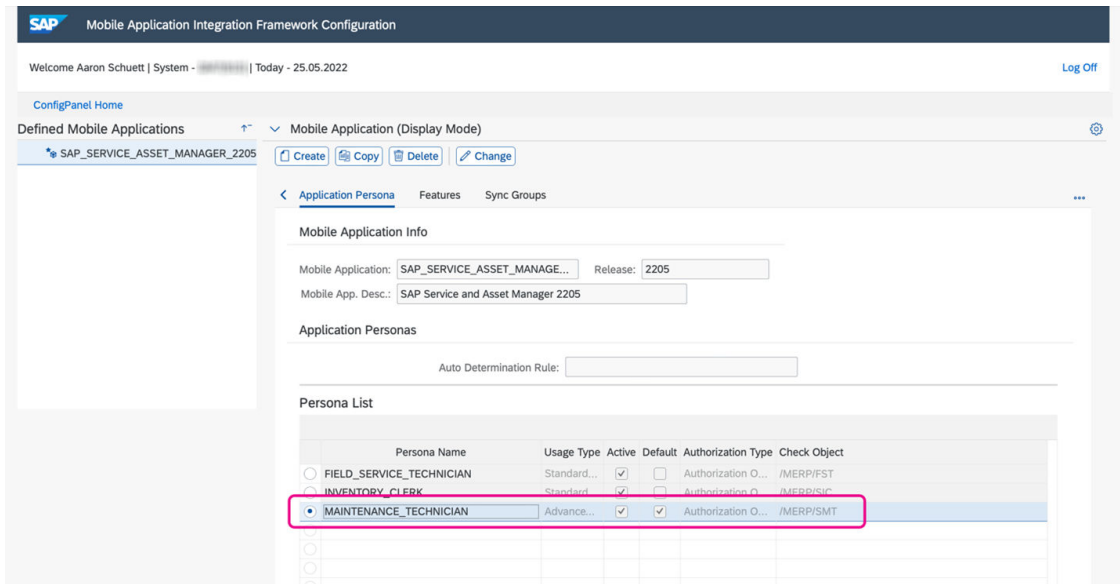 SAP Mobile Application Integration Framework Configuration
Welcome Aaron Schuett | System - | Today - 25.05.2022 Log Off
ConfigPanel Home
Defined Mobile Applications
SAP_SERVICE_ASSET_MANAGER_2205
Mobile Application (Display Mode)
Create Copy Delete Change
Application Persona Features Sync Groups
Mobile Application Info
Mobile Application: SAP_SERVICE_ASSET_MANAGE... Release: 2205
Mobile App. Desc.: SAP Service and Asset Manager 2205
Application Personas
Auto Determination Rule:
Persona List
Persona Name Usage Type Active Default Authorization Type Check Object
FIELD_SERVICE_TECHNICIAN Standard... Authorization O... /MERP/FST
INVENTORY_CLERK Standard... Authorization O... /MERP/SIC
MAINTENANCE_TECHNICIAN Advance... Authorization O... /MERP/SMT